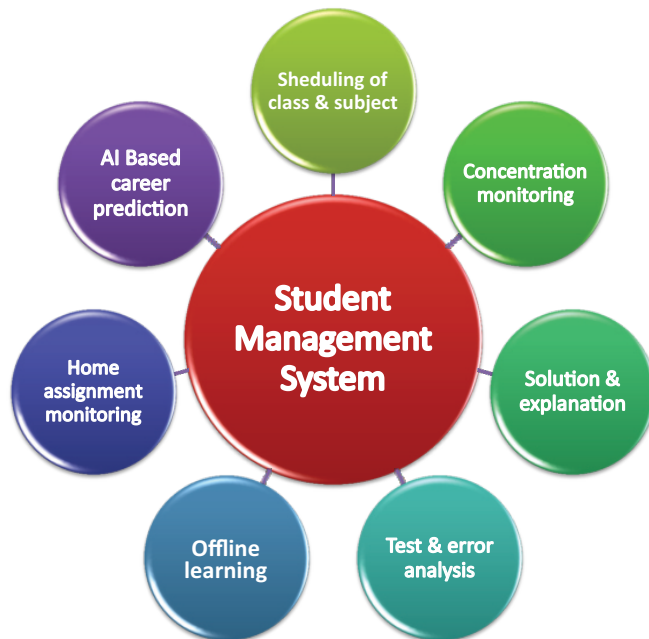 Sheduling of
class & subject
AI Based
career
prediction
Concentration
monitoring
Student
Management
System
Home
assignment
monitoring
Solution &
explanation
Offline
learning
Test & error
analysis